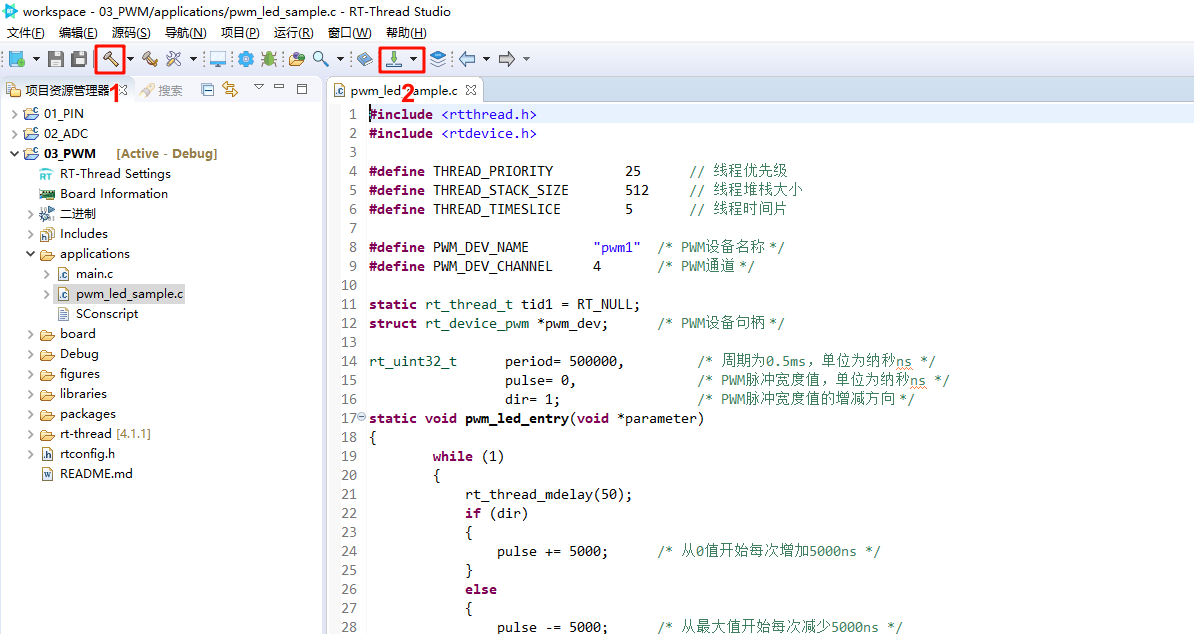 workspace - 03_PWM/applications/pwm_led_sample.c - RT-Thread Studio
文件(F) 编辑(E) 源码(S) 导航(N) 项目(P) 运行(R) 窗口(W) 帮助(H)
项目资源管理器 搜索
1
01_PIN
02_ADC
03_PWM [Active - Debug]
RT-Thread Settings
Board Information
二进制
Includes
applications
main.c
pwm_led_sample.c
SConscript
board
Debug
figures
libraries
packages
rt-thread [4.1.1]
rtconfig.h
README.md
pwm_led_sample.c
2
1 #include <rtthread.h>
2 #include <rtdevice.h>
3
4 #define THREAD_PRIORITY 25 // 线程优先级
5 #define THREAD_STACK_SIZE 512 // 线程堆栈大小
6 #define THREAD_TIMESLICE 5 // 线程时间片
7
8 #define PWM_DEV_NAME "pwm1" /* PWM设备名称 */
9 #define PWM_DEV_CHANNEL 4 /* PWM通道 */
10
11 static rt_thread_t tid1 = RT_NULL;
12 struct rt_device_pwm *pwm_dev; /* PWM设备句柄 */
13
14 rt_uint32_t period= 500000, /* 周期为0.5ms，单位为纳秒ns */
15 pulse= 0, /* PWM脉冲宽度值，单位为纳秒ns */
16 dir= 1; /* PWM脉冲宽度值的增减方向 */
17 static void pwm_led_entry(void *parameter)
18 {
19 while (1)
20 {
21 rt_thread_mdelay(50);
22 if (dir)
23 {
24 pulse += 5000; /* 从0值开始每次增加5000ns */
25 }
26 else
27 {
28 pulse -= 5000; /* 从最大值开始每次减少5000ns */